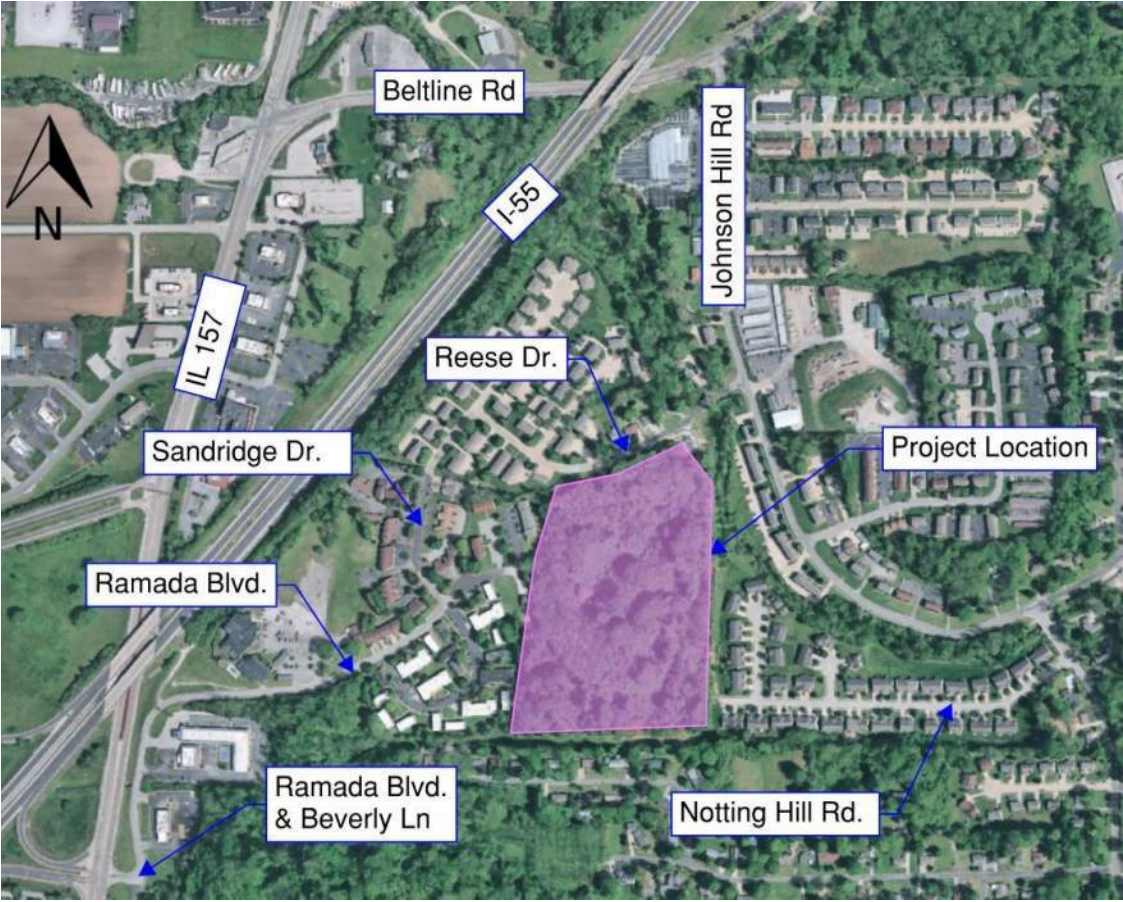 Beltline Rd
Johnson Hill Rd
I-55
N
IL 157
Reese Dr.
Sandridge Dr.
Project Location
Ramada Blvd.
Ramada Blvd.
& Beverly Ln
Notting Hill Rd.